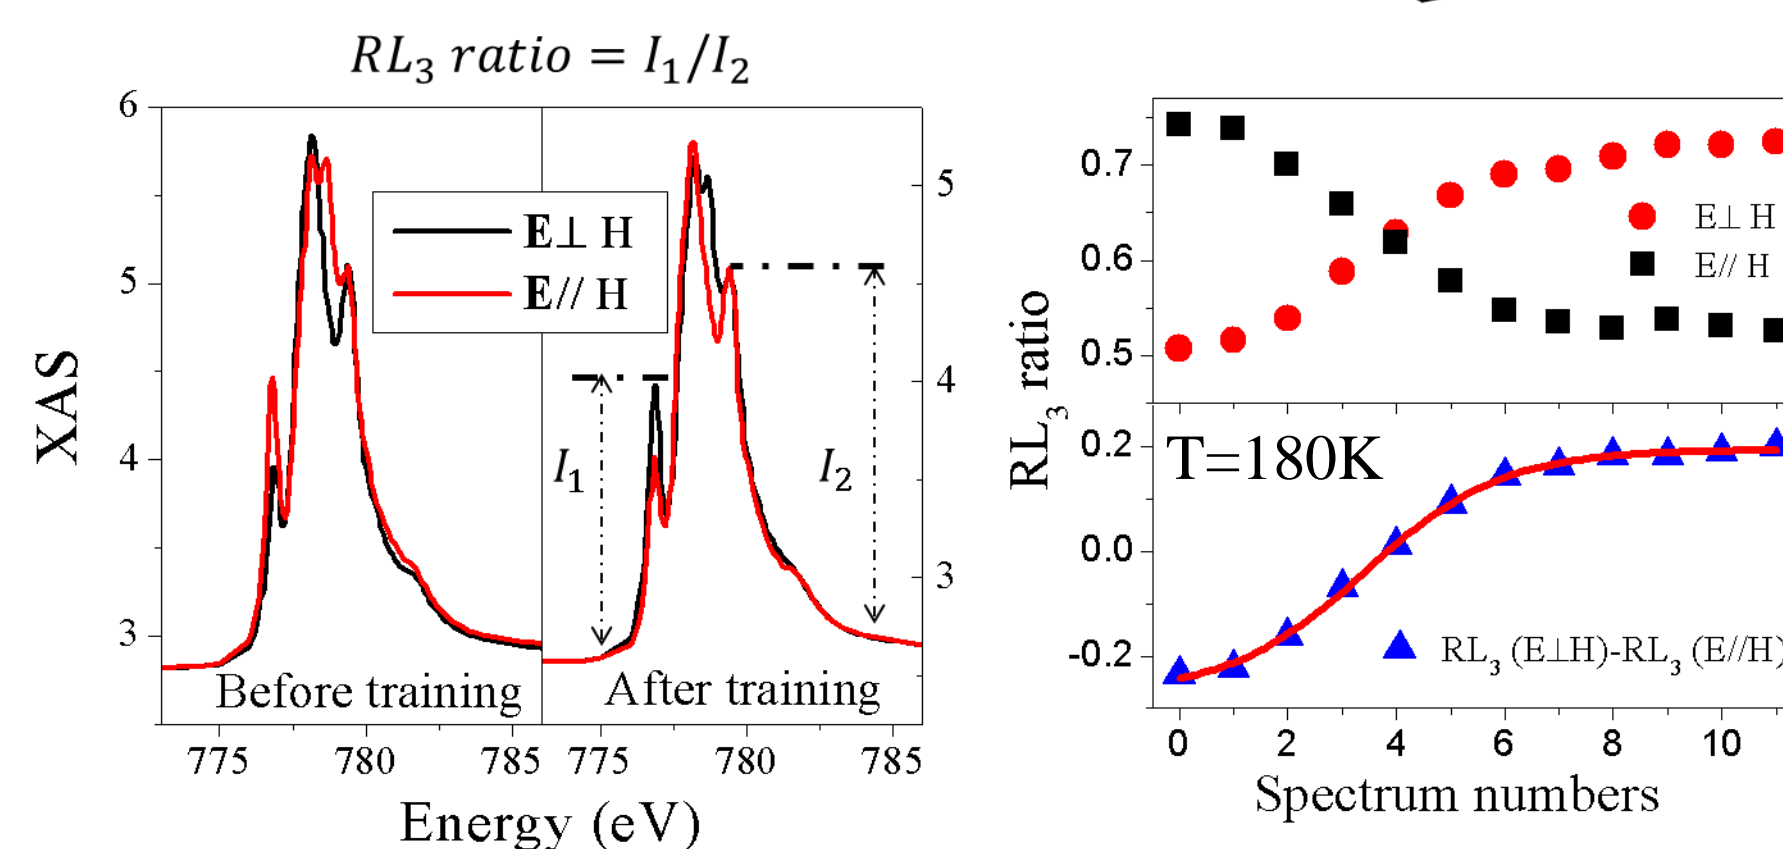 RL₃ ratio = I₁/I₂
6
5
4
3
XAS
E⊥ H
E// H
I₁
I₂
5
4
3
Before training
After training
775
780
785
775
780
785
Energy (eV)
0.7
0.6
0.5
E⊥ H
E// H
RL₃ ratio
0.2
0.0
-0.2
T=180K
RL₃ (E⊥H)-RL₃ (E//H)
0
2
4
6
8
10
Spectrum numbers